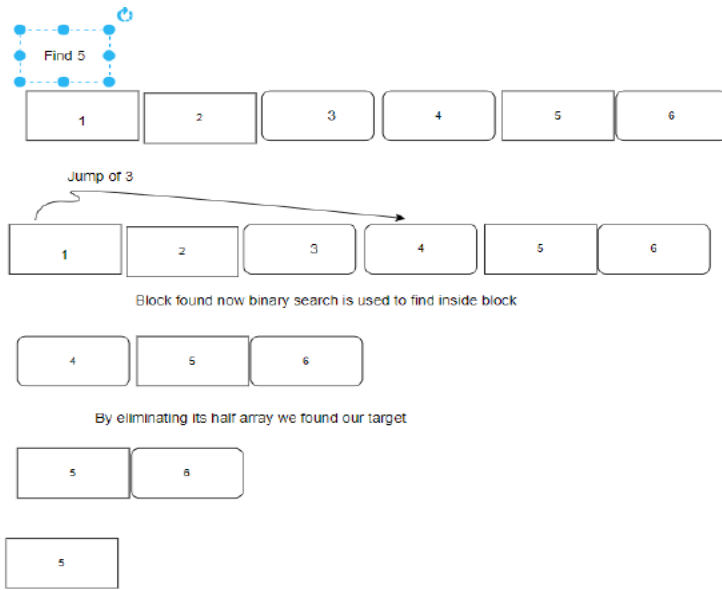 Find 5
1 2 3 4 5 6
Jump of 3
1 2 3 4 5 6
Block found now binary search is used to find inside block
4 5 6
By eliminating its half array we found our target
5 6
5